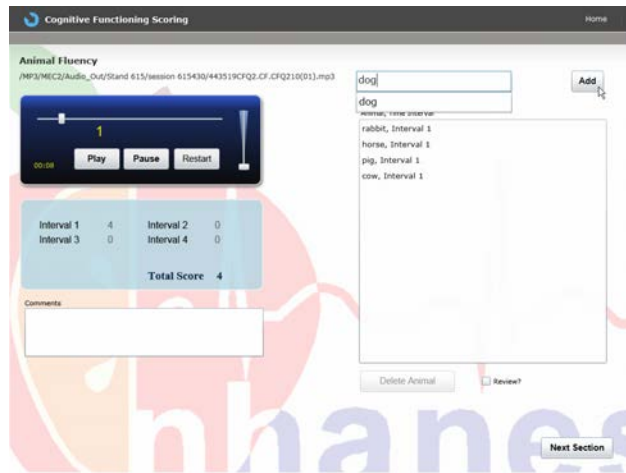 Cognitive Functioning Scoring
Home
Animal Fluency
/MP3/MEC2/Audio_Out/Stand 615/session 615430/443519CFQ2.CF.CFQ210(01).mp3
dog
Add
dog
Animal, Time Interval
1
00:08
Play
Pause
Restart
rabbit, Interval 1
horse, Interval 1
pig, Interval 1
cow, Interval 1
Interval 1 4 Interval 2 0
Interval 3 0 Interval 4 0
Total Score 4
Comments
Delete Animal
Review?
nhanes
Next Section